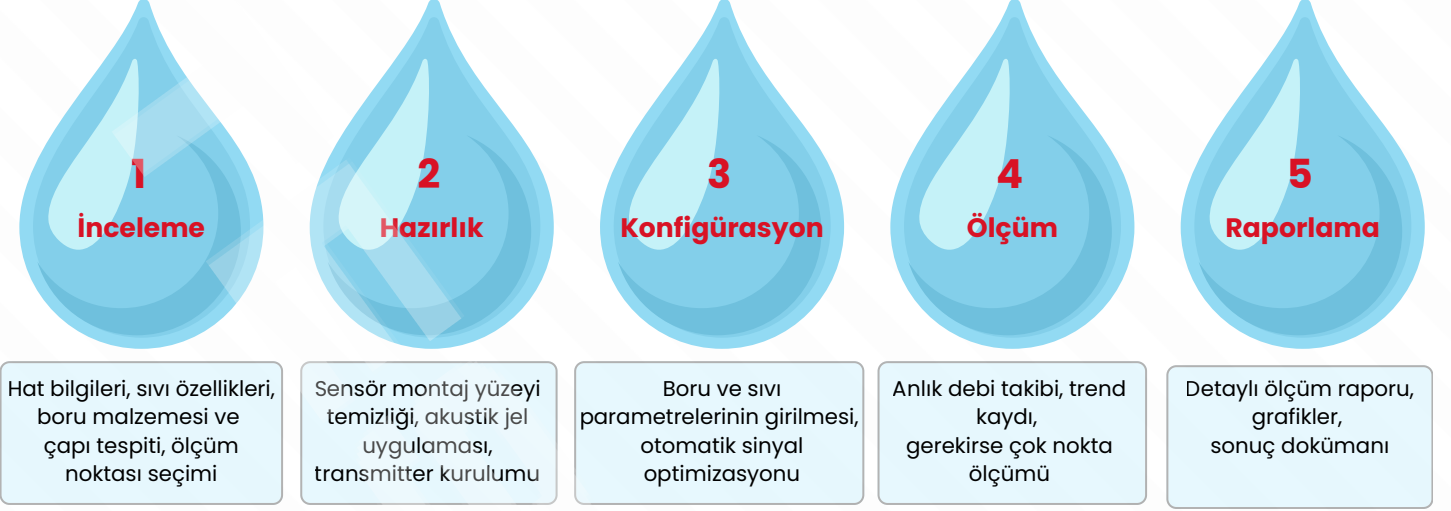 1
İnceleme
Hat bilgileri, sıvı özellikleri,
boru malzemesi ve
çapı tespiti, ölçüm
noktası seçimi
2
Hazırlık
Sensör montaj yüzeyi
temizliği, akustik jel
uygulaması,
transmitter kurulumu
3
Konfigürasyon
Boru ve sıvı
parametrelerinin girilmesi,
otomatik sinyal
optimizasyonu
4
Ölçüm
Anlık debi takibi, trend
kaydı,
gerekirse çok nokta
ölçümü
5
Raporlama
Detaylı ölçüm raporu,
grafikler,
sonuç dokümanı